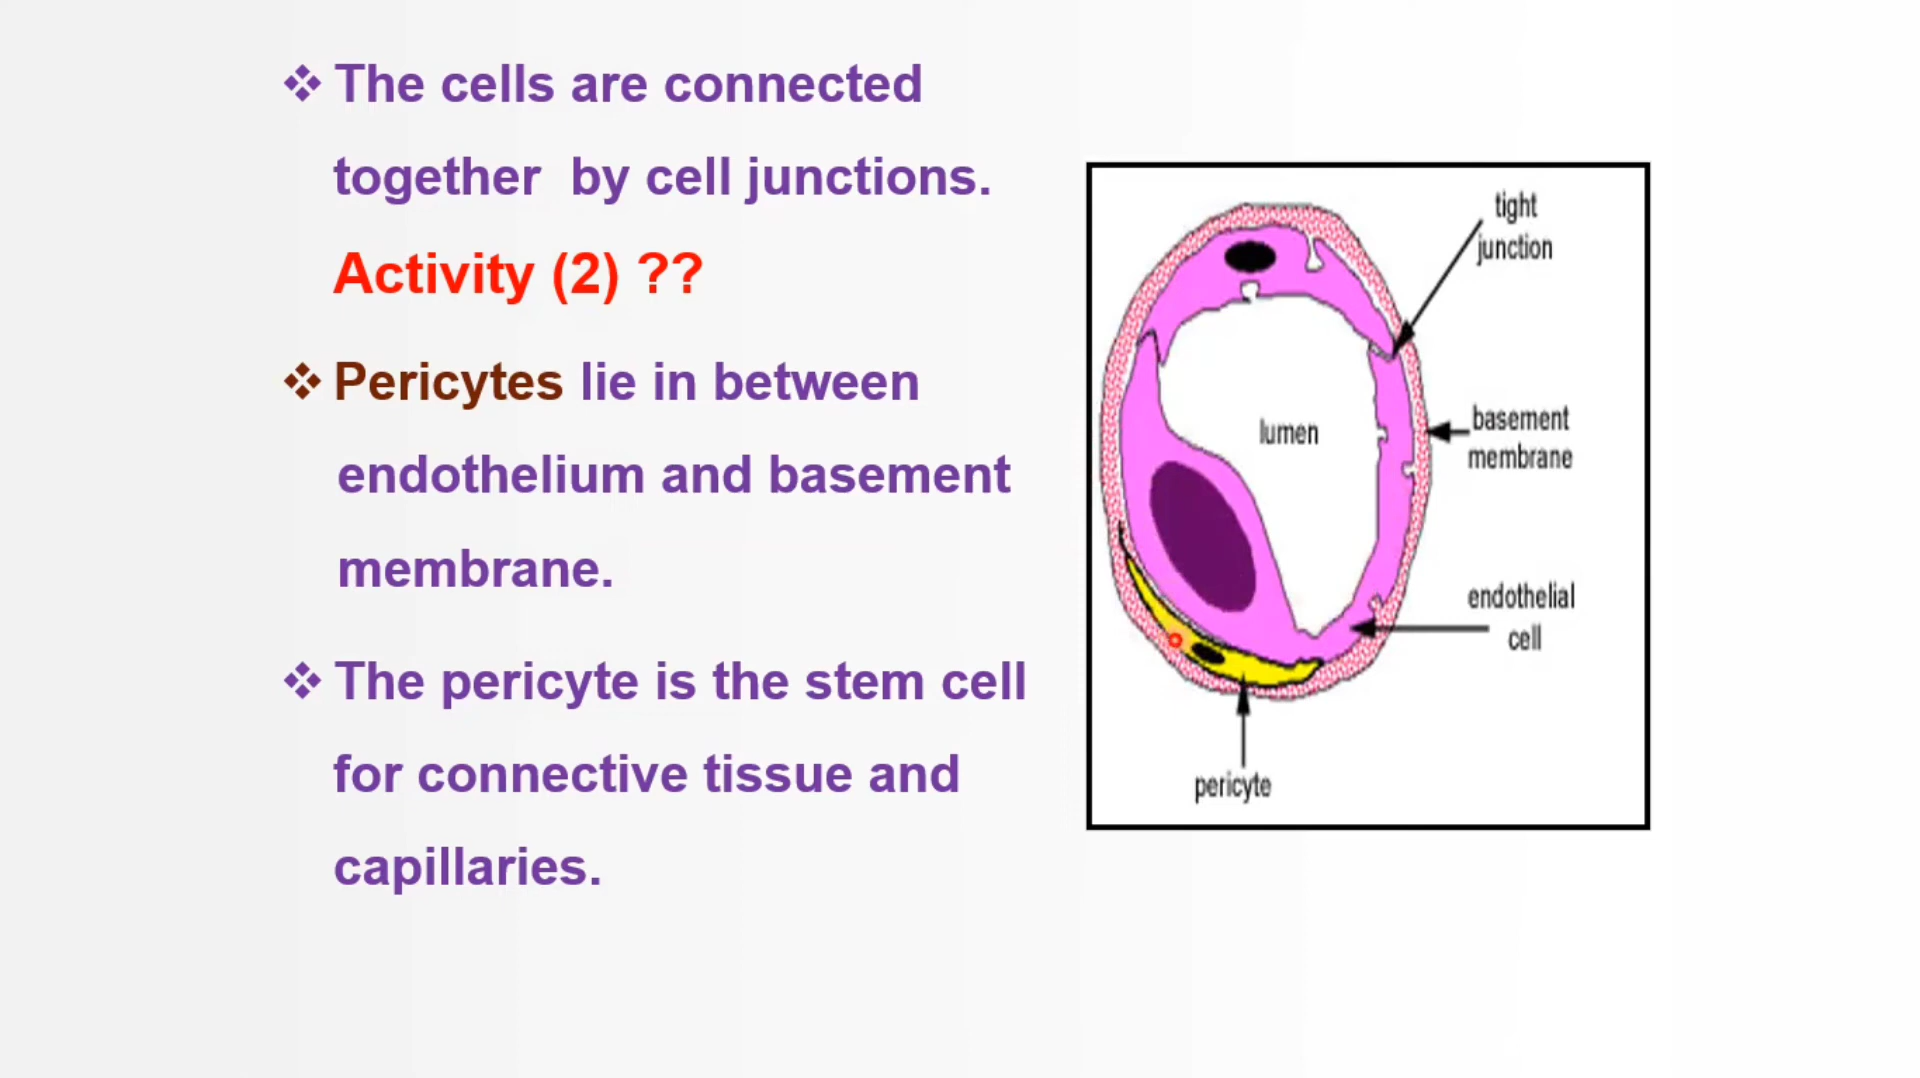 ❖ The cells are connected
together by cell junctions.
Activity (2) ??
❖ Pericytes lie in between
endothelium and basement
membrane.
❖ The pericyte is the stem cell
for connective tissue and
capillaries.
tight
junction
lumen
basement
membrane
endothelial
cell
pericyte